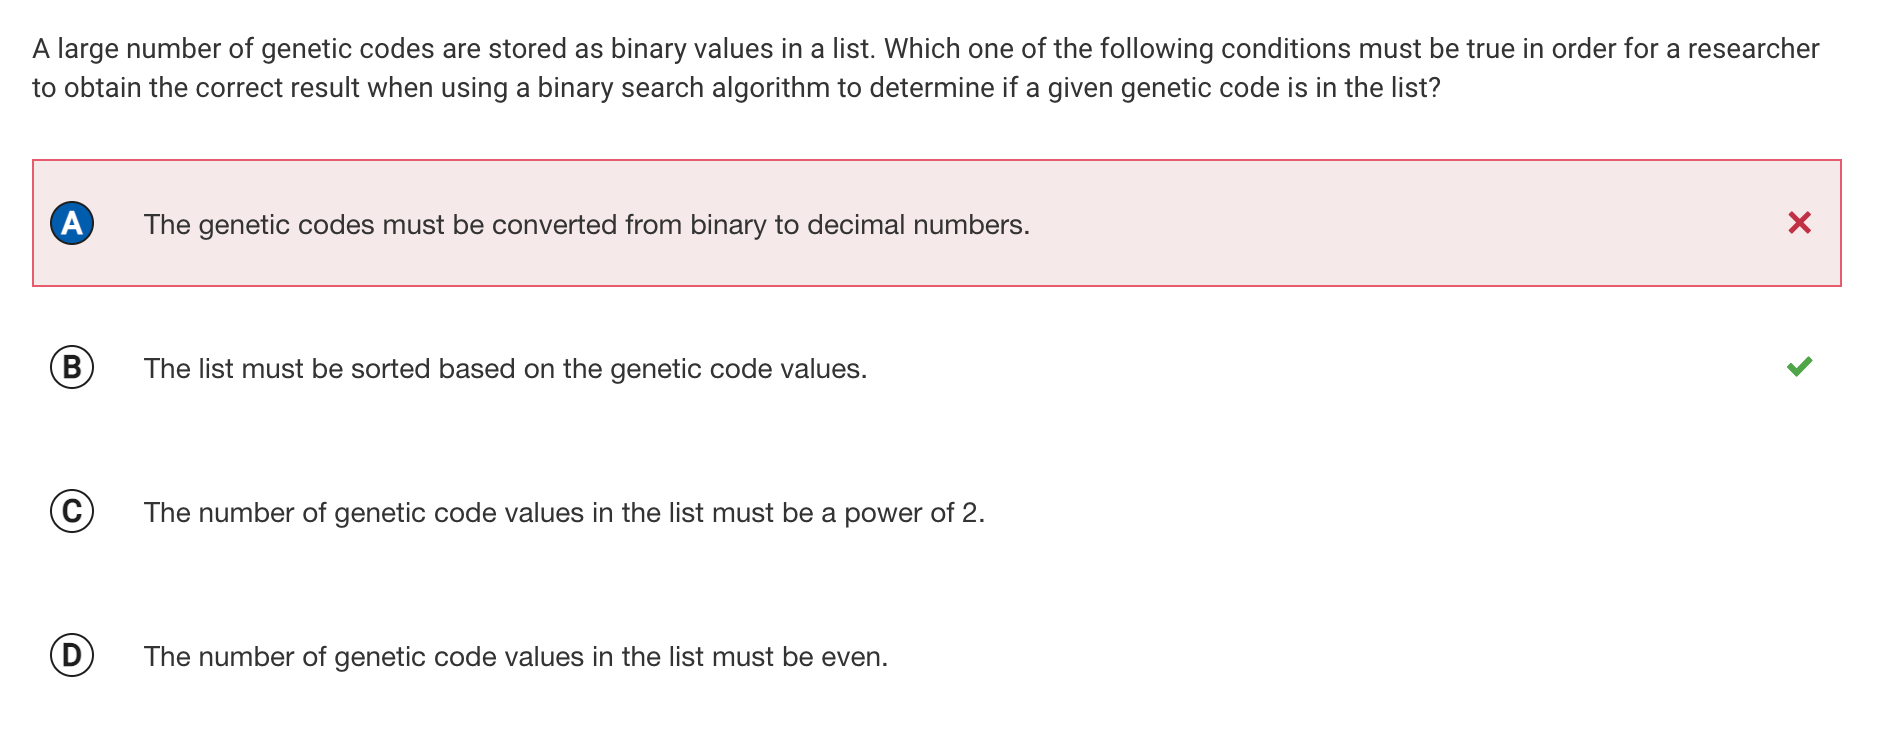 A large number of genetic codes are stored as binary values in a list. Which one of the following conditions must be true in order for a researcher
to obtain the correct result when using a binary search algorithm to determine if a given genetic code is in the list?
A The genetic codes must be converted from binary to decimal numbers.
B The list must be sorted based on the genetic code values.
C The number of genetic code values in the list must be a power of 2.
D The number of genetic code values in the list must be even.